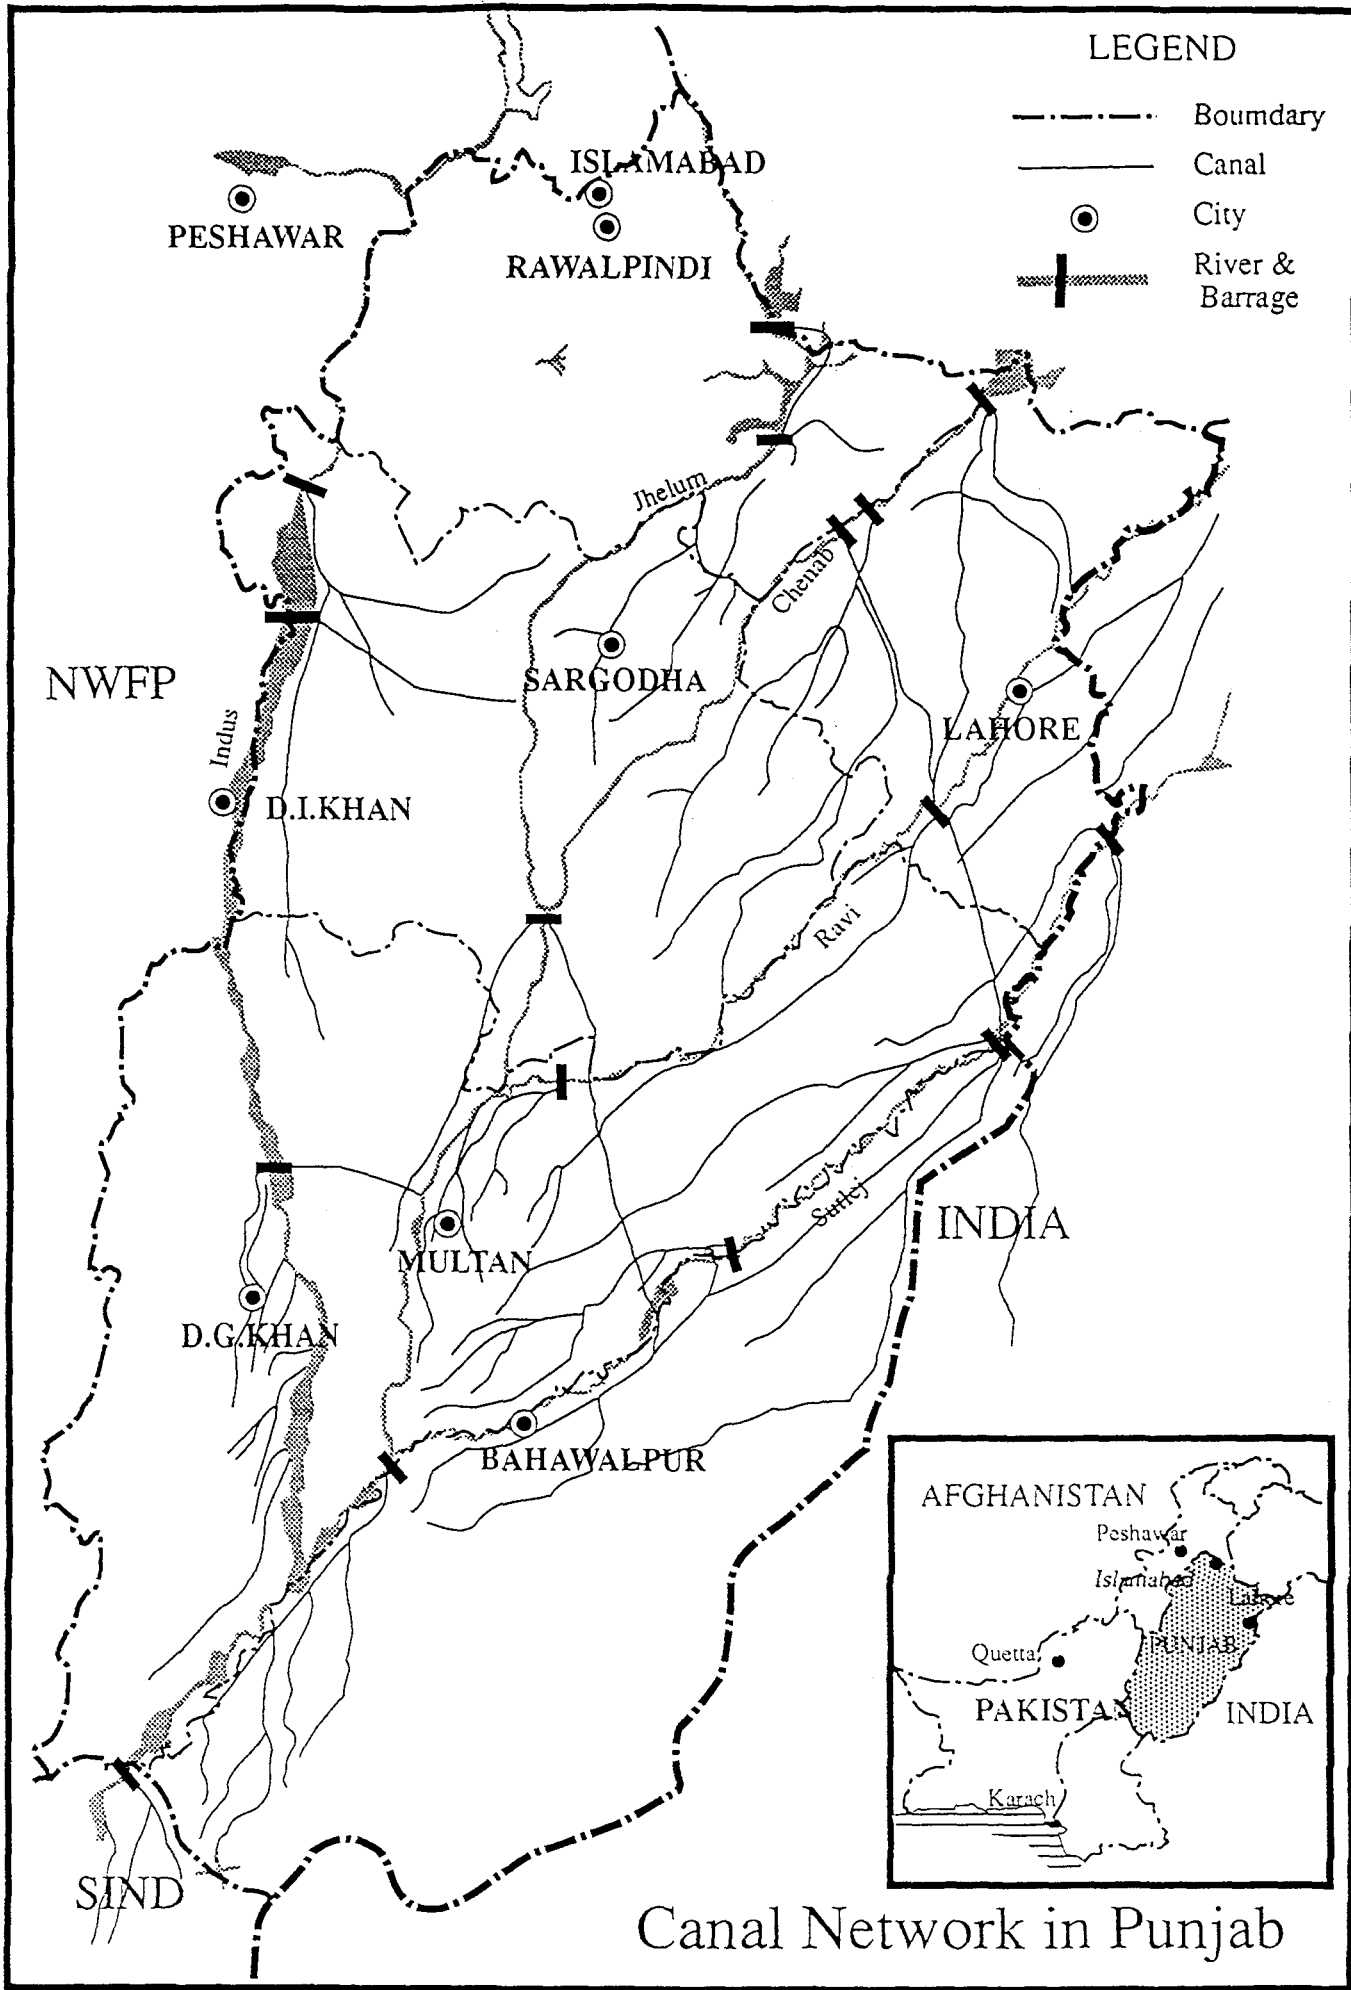 LEGEND
Boumdary
Canal
City
River &
Barrage
ISLAMABAD
PESHAWAR
RAWALPINDI
Jhelum
Chenab
NWFP
SARGODHA
Indus
LAHORE
D.I.KHAN
Ravi
Sutlej
INDIA
MULTAN
D.G.KHAN
BAHAWALPUR
AFGHANISTAN
Peshawar
Islamabad
Lahore
PUNJAB
Quetta
PAKISTAN
INDIA
Karach
SIND
Canal Network in Punjab